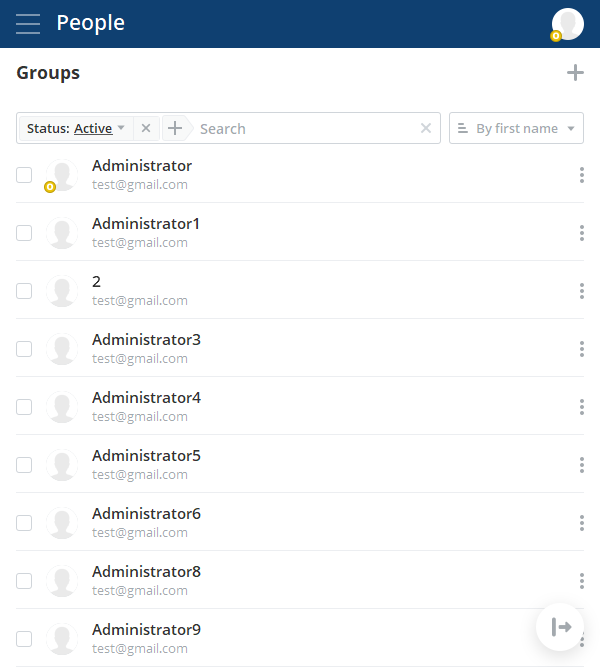 People
Groups
Status: Active
Search
By first name
Administrator
test@gmail.com
Administrator1
test@gmail.com
2
test@gmail.com
Administrator3
test@gmail.com
Administrator4
test@gmail.com
Administrator5
test@gmail.com
Administrator6
test@gmail.com
Administrator8
test@gmail.com
Administrator9
test@gmail.com